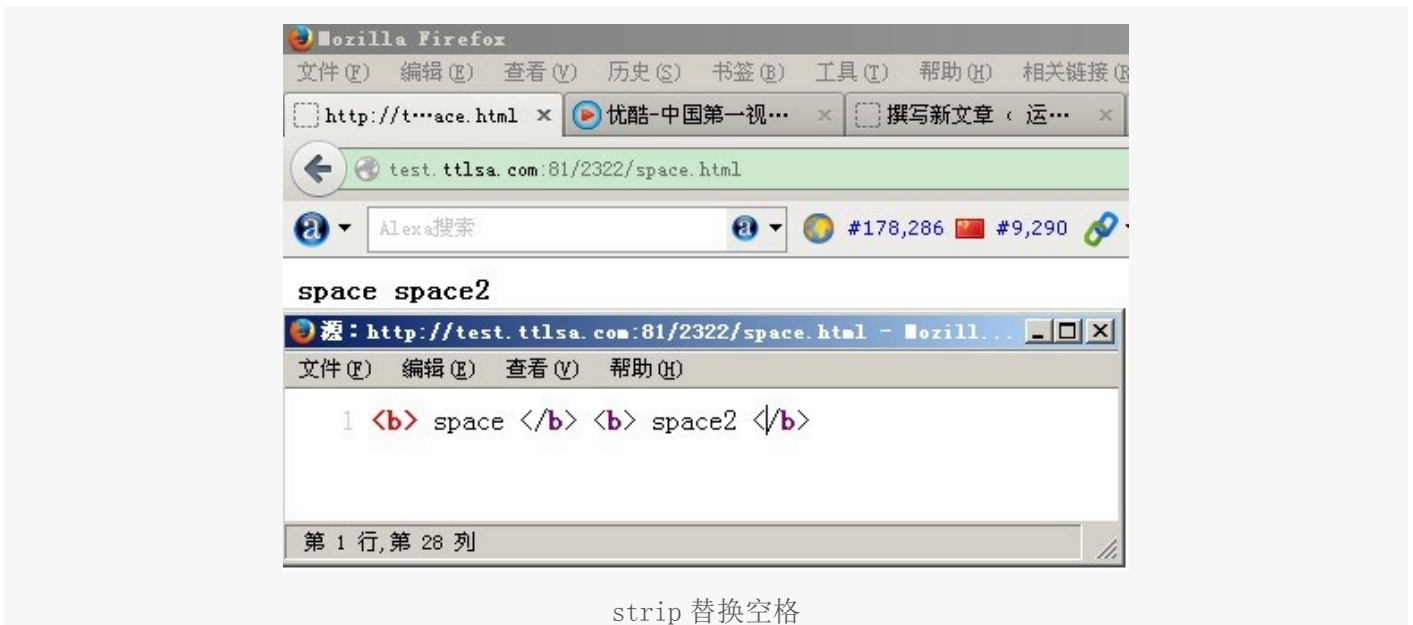 Mozilla Firefox
文件(F) 编辑(E) 查看(V) 历史(S) 书签(B) 工具(T) 帮助(H) 相关链接(R
http://t…ace.html × 优酷-中国第一视… × 撰写新文章 ‹ 运… ×
test.ttlsa.com:81/2322/space.html
a Alexa搜索 a #178,286 #9,290
space space2
源：http://test.ttlsa.com:81/2322/space.html - Mozill...
文件(F) 编辑(E) 查看(V) 帮助(H)
1 <b> space </b> <b> space2 </b>
第 1 行,第 28 列
strip 替换空格